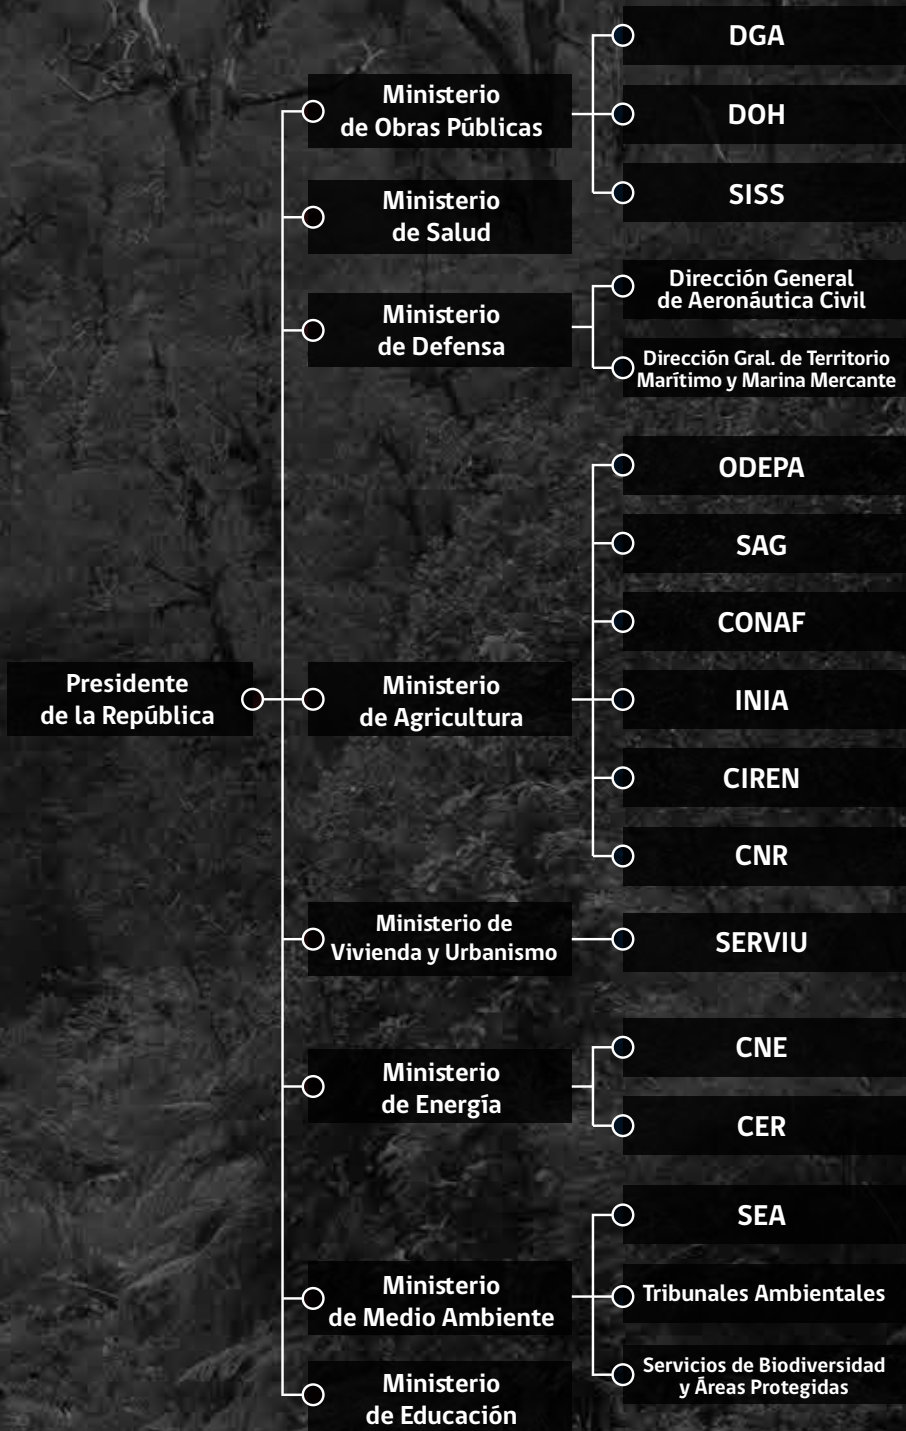 Presidente
de la República
Ministerio
de Obras Públicas
DGA
DOH
SISS
Ministerio
de Salud
Ministerio
de Defensa
Dirección General
de Aeronáutica Civil
Dirección Gral. de Territorio
Marítimo y Marina Mercante
Ministerio
de Agricultura
ODEPA
SAG
CONAF
INIA
CIREN
CNR
Ministerio de
Vivienda y Urbanismo
SERVIU
Ministerio
de Energía
CNE
CER
Ministerio
de Medio Ambiente
SEA
Tribunales Ambientales
Servicios de Biodiversidad
y Áreas Protegidas
Ministerio
de Educación